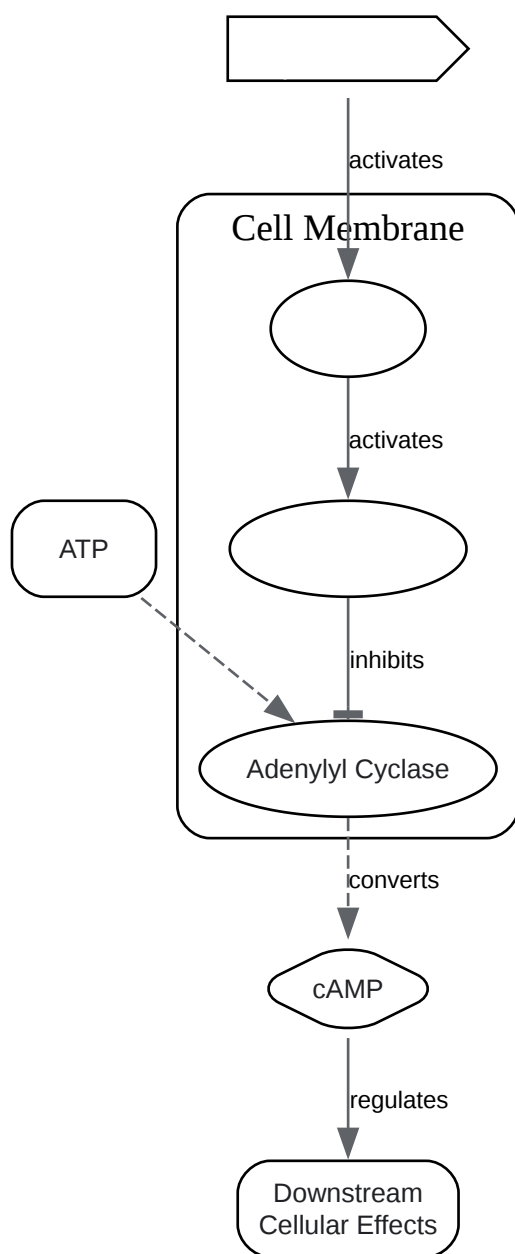 activates
Cell Membrane
activates
ATP
inhibits
Adenylyl Cyclase
converts
cAMP
regulates
Downstream
Cellular Effects